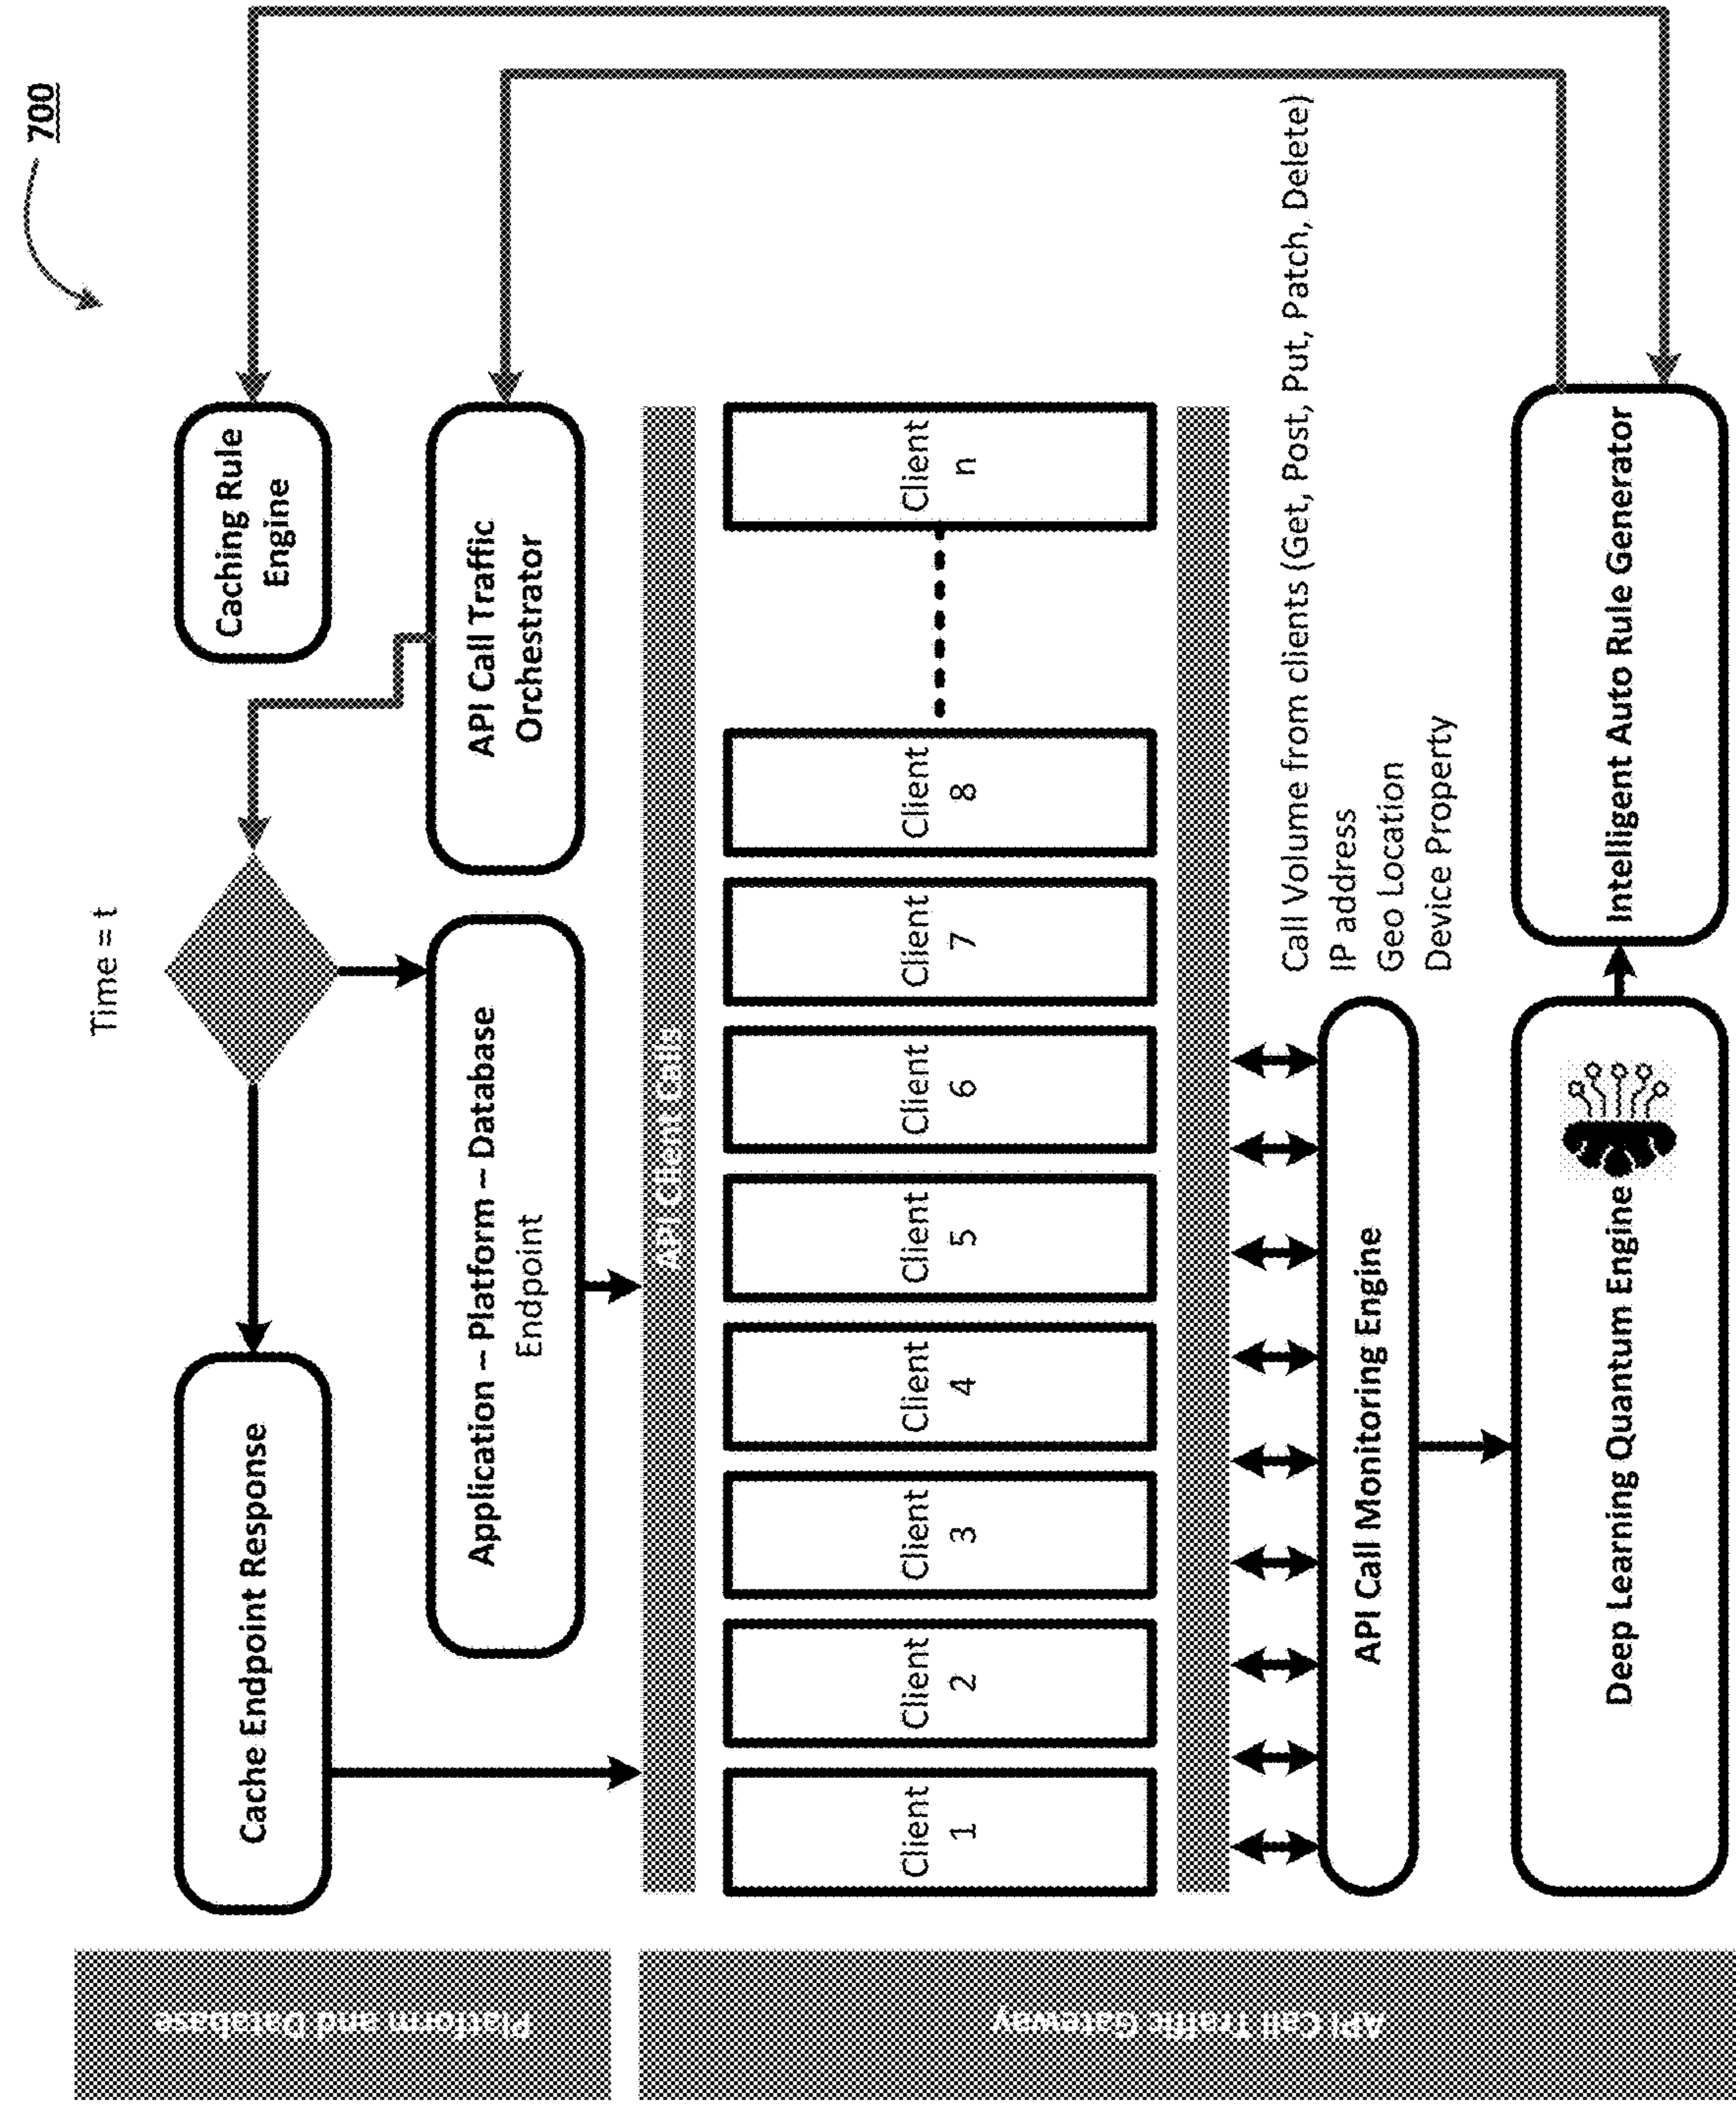 700
Time = t
Cache Endpoint Response
Caching Rule
Engine
Application – Platform – Database
Endpoint
API Call Traffic
Orchestrator
Platform and Database
API Client Calls
Client
1
Client
2
Client
3
Client
4
Client
5
Client
6
Client
7
Client
8
Client
n
API Call Traffic Gateway
API Call Monitoring Engine
Call Volume from clients (Get, Post, Put, Patch, Delete)
IP address
Geo Location
Device Property
Deep Learning Quantum Engine
Intelligent Auto Rule Generator